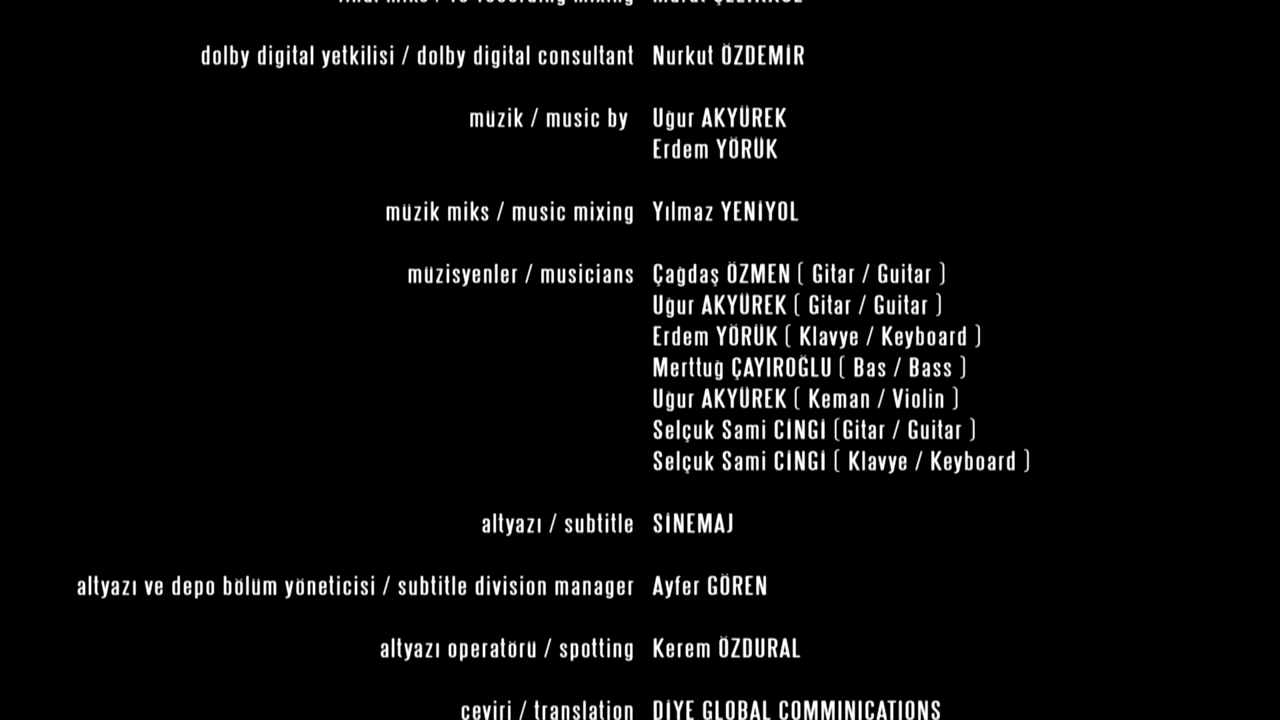 dolby digital yetkilisi / dolby digital consultant Nurkut ÖZDEMİR
müzik / music by Uğur AKYÜREK
Erdem YÖRÜK
müzik miks / music mixing Yılmaz YENİYOL
müzisyenler / musicians Çağdaş ÖZMEN ( Gitar / Guitar )
Uğur AKYÜREK ( Gitar / Guitar )
Erdem YÖRÜK ( Klavye / Keyboard )
Merttuğ ÇAYIROĞLU ( Bas / Bass )
Uğur AKYÜREK ( Keman / Violin )
Selçuk Sami CİNGİ (Gitar / Guitar )
Selçuk Sami CİNGİ ( Klavye / Keyboard )
altyazı / subtitle SİNEMAJ
altyazı ve depo bölüm yöneticisi / subtitle division manager Ayfer GÖREN
altyazı operatörü / spotting Kerem ÖZDURAL
çeviri / translation DİYE GLOBAL COMMINICATIONS